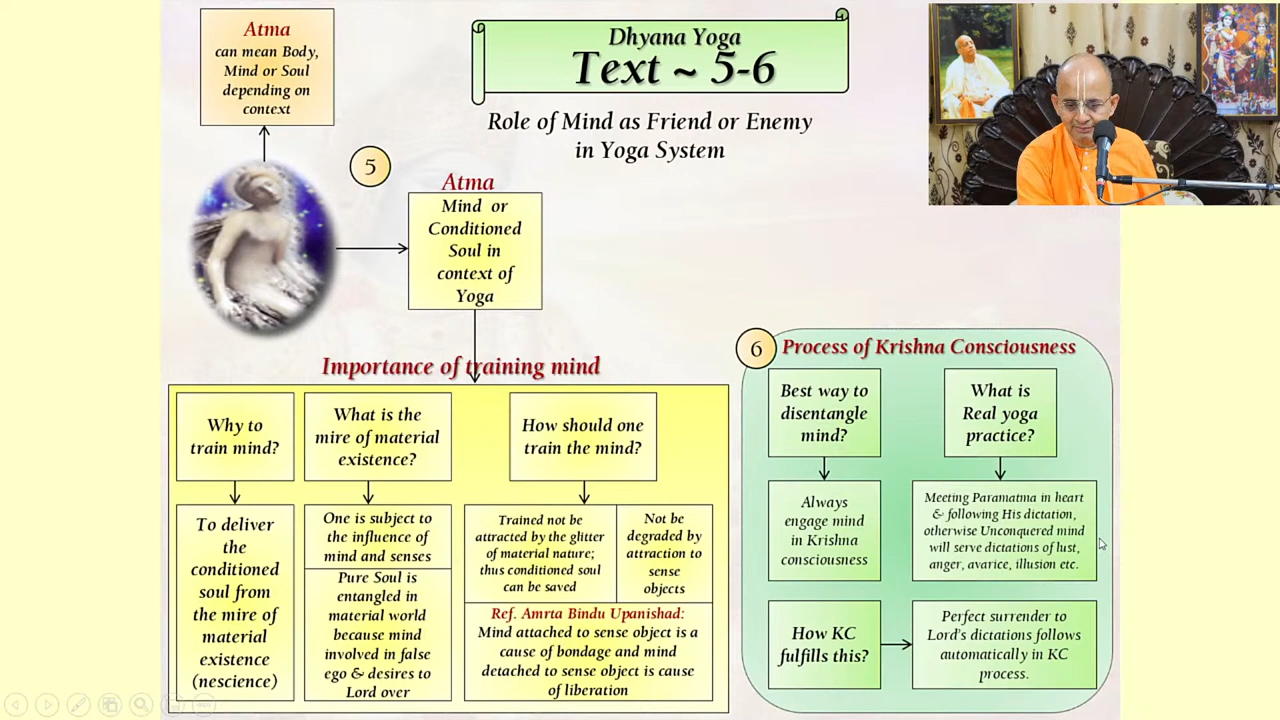 Atma
can mean Body,
Mind or Soul
depending on
context
Dhyana Yoga
Text ~ 5-6
Role of Mind as Friend or Enemy
in Yoga System
5
Atma
Mind or
Conditioned
Soul in
context of
Yoga
Importance of training mind
Why to
train mind?
To deliver
the
conditioned
soul from
the mire of
material
existence
(nescience)
What is the
mire of material
existence?
One is subject to
the influence of
mind and senses
Pure Soul is
entangled in
material world
because mind
involved in false
ego & desires to
Lord over
How should one
train the mind?
Trained not be
attracted by the glitter
of material nature;
thus conditioned soul
can be saved
Not be
degraded by
attraction to
sense
objects
Ref. Amrta Bindu Upanishad:
Mind attached to sense object is a
cause of bondage and mind
detached to sense object is cause
of liberation
6
Process of Krishna Consciousness
Best way to
disentangle
mind?
Always
engage mind
in Krishna
consciousness
What is
Real yoga
practice?
Meeting Paramatma in heart
& following His dictation,
otherwise Unconquered mind
will serve dictations of lust,
anger, avarice, illusion etc.
How KC
fulfills this?
Perfect surrender to
Lord's dictations follows
automatically in KC
process.